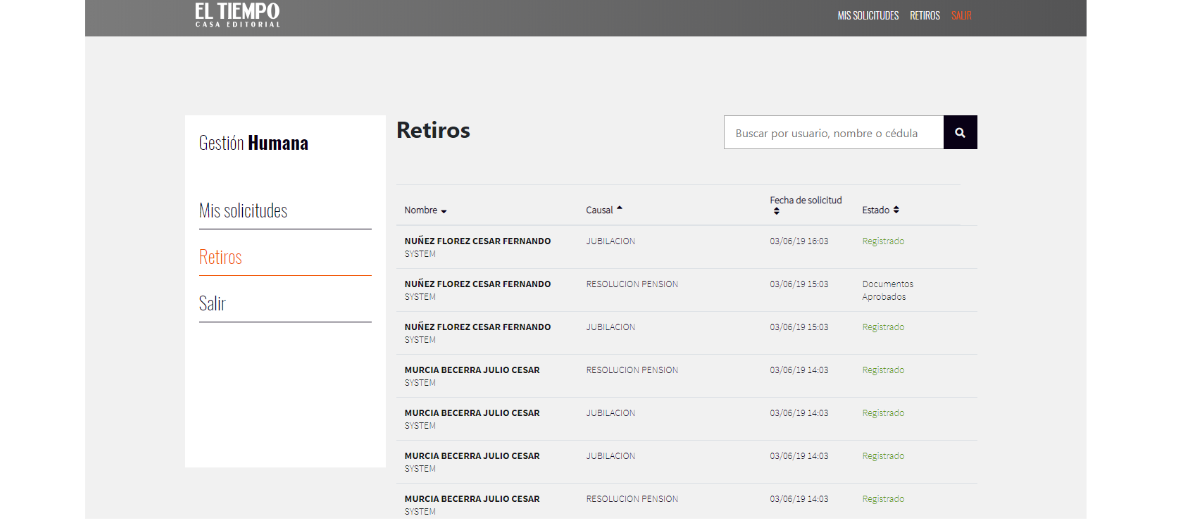 EL TIEMPO
CASA EDITORIAL
MIS SOLICITUDES RETIROS SALIR
Gestión Humana
Mis solicitudes
Retiros
Salir
Retiros
Buscar por usuario, nombre o cédula
Nombre Causal Fecha de solicitud Estado
NUÑEZ FLOREZ CESAR FERNANDO JUBILACION 03/06/19 16:03 Registrado
SYSTEM
NUÑEZ FLOREZ CESAR FERNANDO RESOLUCION PENSION 03/06/19 15:03 Documentos
SYSTEM Aprobados
NUÑEZ FLOREZ CESAR FERNANDO JUBILACION 03/06/19 15:03 Registrado
SYSTEM
MURCIA BECERRA JULIO CESAR RESOLUCION PENSION 03/06/19 14:03 Registrado
SYSTEM
MURCIA BECERRA JULIO CESAR JUBILACION 03/06/19 14:03 Registrado
SYSTEM
MURCIA BECERRA JULIO CESAR JUBILACION 03/06/19 14:03 Registrado
SYSTEM
MURCIA BECERRA JULIO CESAR RESOLUCION PENSION 03/06/19 14:03 Registrado
SYSTEM